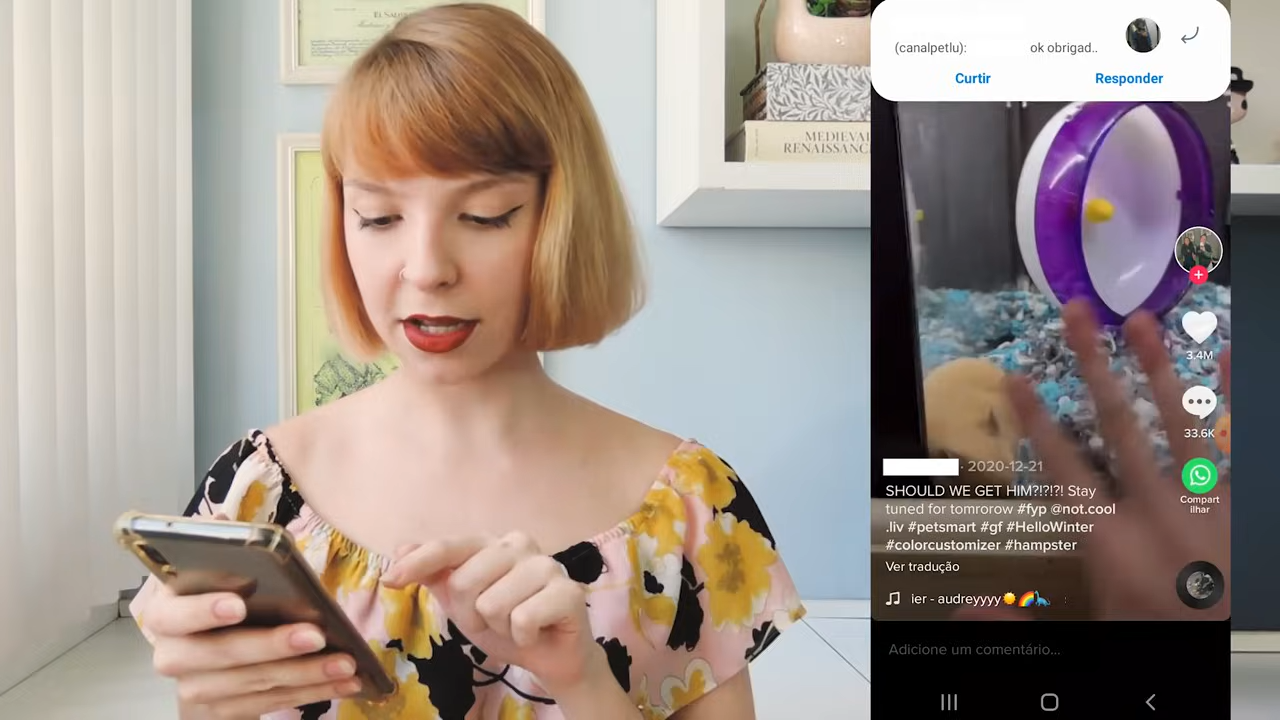 EL SALV
MEDIEVAL
RENAISSANC
(canalpetlu): ok obrigad..
Curtir Responder
3.4M
33.6K
Compart
ilhar
· 2020-12-21
SHOULD WE GET HIM?!?!?! Stay
tuned for tomrorow #fyp @not.cool
.liv #petsmart #gf #HelloWinter
#colorcustomizer #hampster
Ver tradução
ier - audreyyyy☀️🌈
Adicione um comentário...